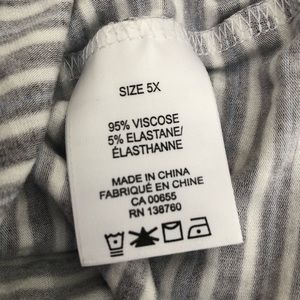 SIZE 5X
95% VISCOSE
5% ELASTANE/
ÉLASTHANNE
MADE IN CHINA
FABRIQUÉ EN CHINE
CA 00655
RN 138760